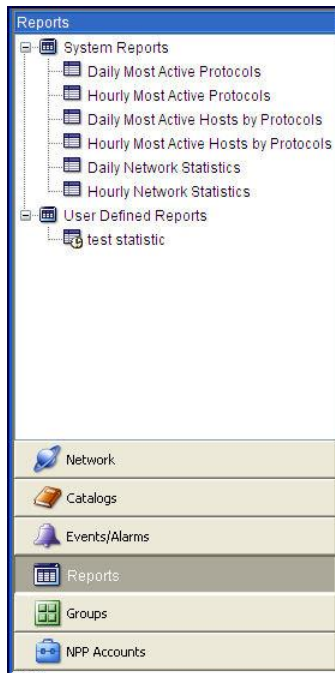 Reports
System Reports
Daily Most Active Protocols
Hourly Most Active Protocols
Daily Most Active Hosts by Protocols
Hourly Most Active Hosts by Protocols
Daily Network Statistics
Hourly Network Statistics
User Defined Reports
test statistic
Network
Catalogs
Events/Alarms
Reports
Groups
NPP Accounts